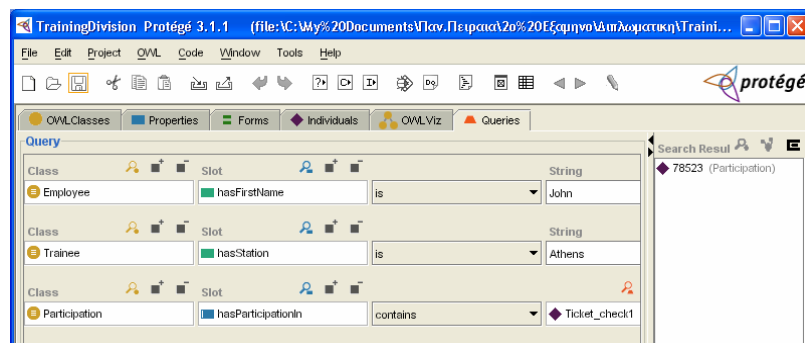 TrainingDivision Protégé 3.1.1 (file:\C:\My%20Documents\Παν.Πειραια\2ο%20Εξαμηνο\Διπλωματικη\Traini...
File Edit Project OWL Code Window Tools Help
protégé
OWLClasses Properties Forms Individuals OWLViz Queries
Query
Search Resul
Class Slot String
Employee hasFirstName is John
78523 (Participation)
Class Slot String
Trainee hasStation is Athens
Class Slot
Participation hasParticipationIn contains Ticket_check1